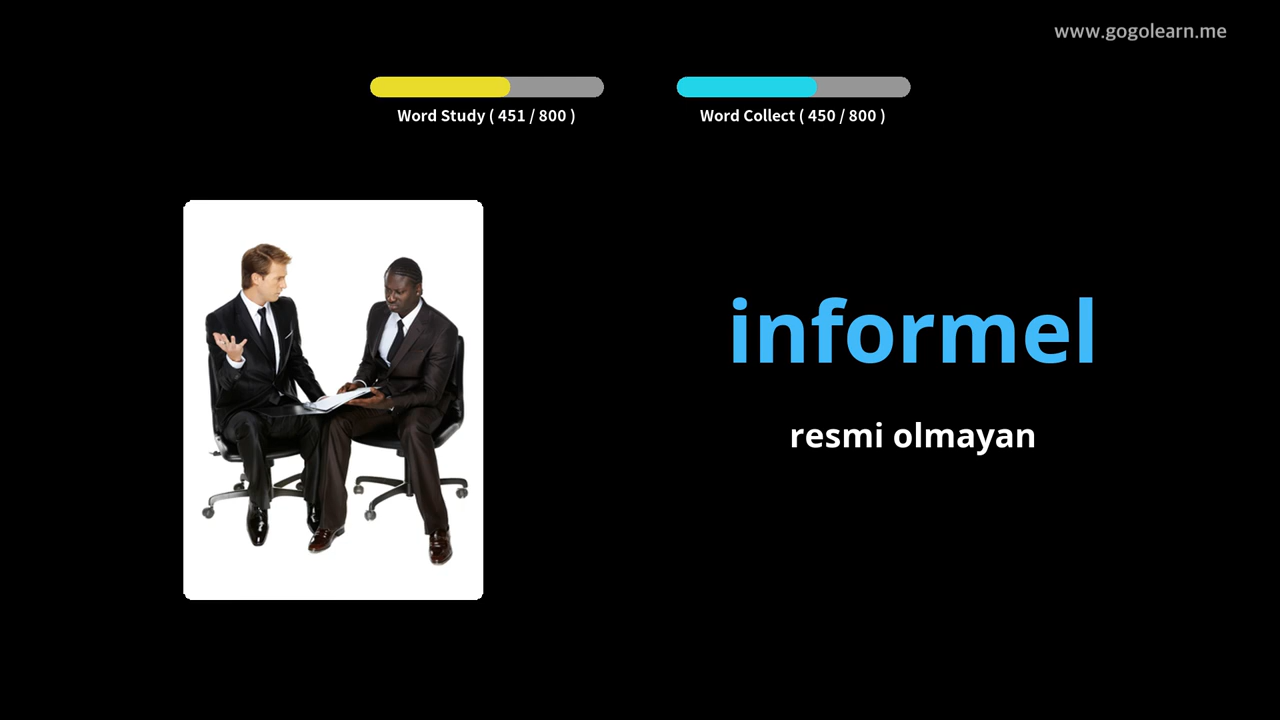 www.gogolearn.me
Word Study ( 451 / 800 )
Word Collect ( 450 / 800 )
informel
resmi olmayan